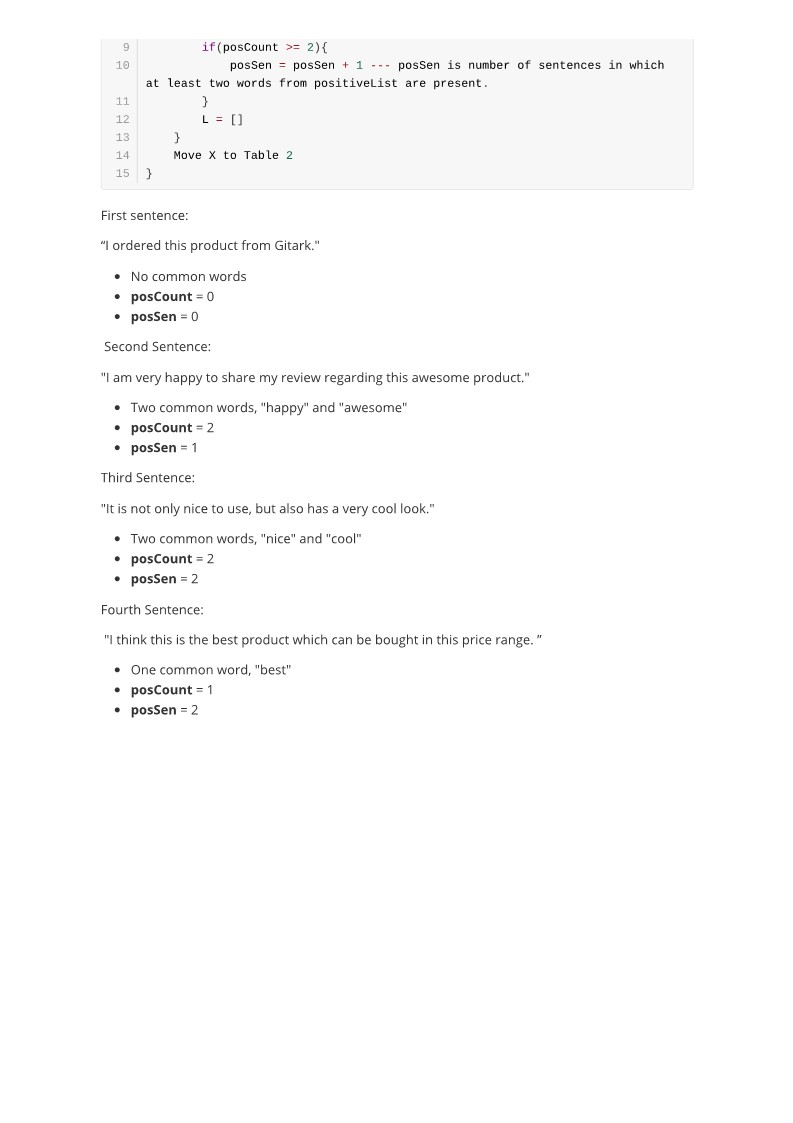 9 if(posCount >= 2){
10 posSen = posSen + 1 --- posSen is number of sentences in which
at least two words from positiveList are present.
11 }
12 L = []
13 }
14 Move X to Table 2
15 }
First sentence:
“I ordered this product from Gitark."
• No common words
• posCount = 0
• posSen = 0
Second Sentence:
"I am very happy to share my review regarding this awesome product."
• Two common words, "happy" and "awesome"
• posCount = 2
• posSen = 1
Third Sentence:
"It is not only nice to use, but also has a very cool look."
• Two common words, "nice" and "cool"
• posCount = 2
• posSen = 2
Fourth Sentence:
"I think this is the best product which can be bought in this price range. ”
• One common word, "best"
• posCount = 1
• posSen = 2